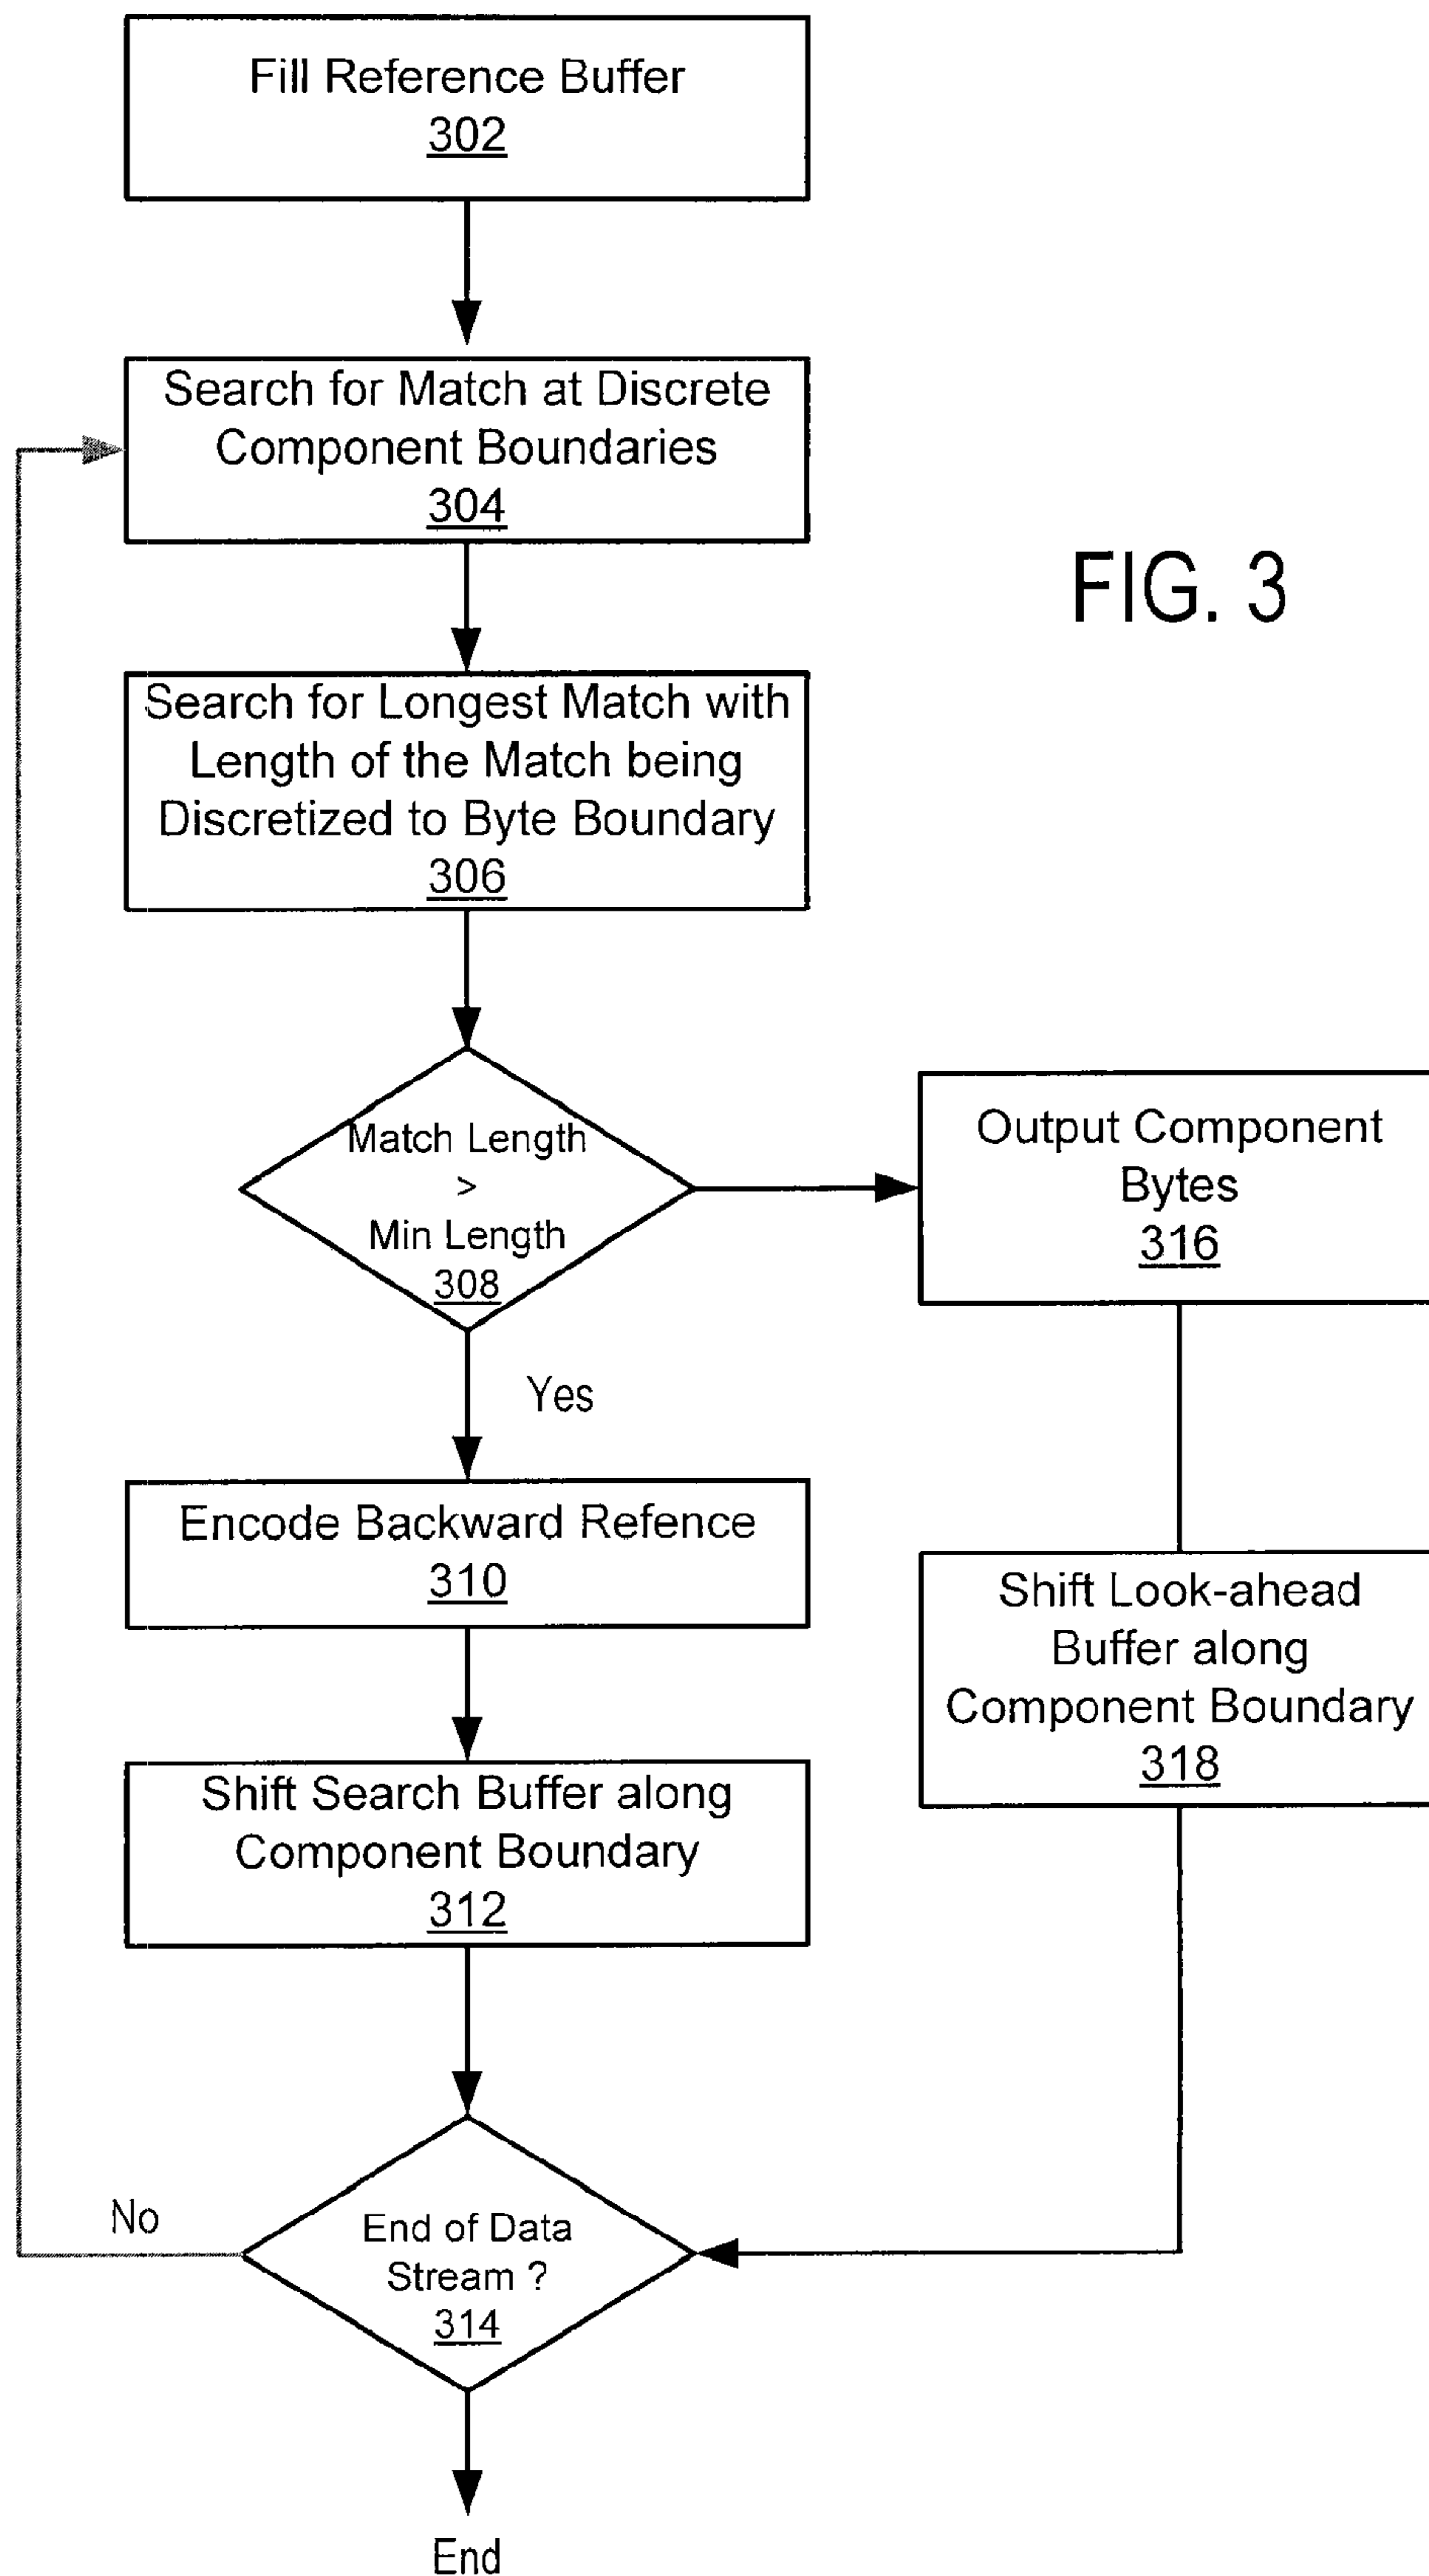 Fill Reference Buffer
302
Search for Match at Discrete
Component Boundaries
304
FIG. 3
Search for Longest Match with
Length of the Match being
Discretized to Byte Boundary
306
Match Length
>
Min Length
308
Output Component
Bytes
316
Yes
Encode Backward Refence
310
Shift Look-ahead
Buffer along
Component Boundary
318
Shift Search Buffer along
Component Boundary
312
No
End of Data
Stream ?
314
End